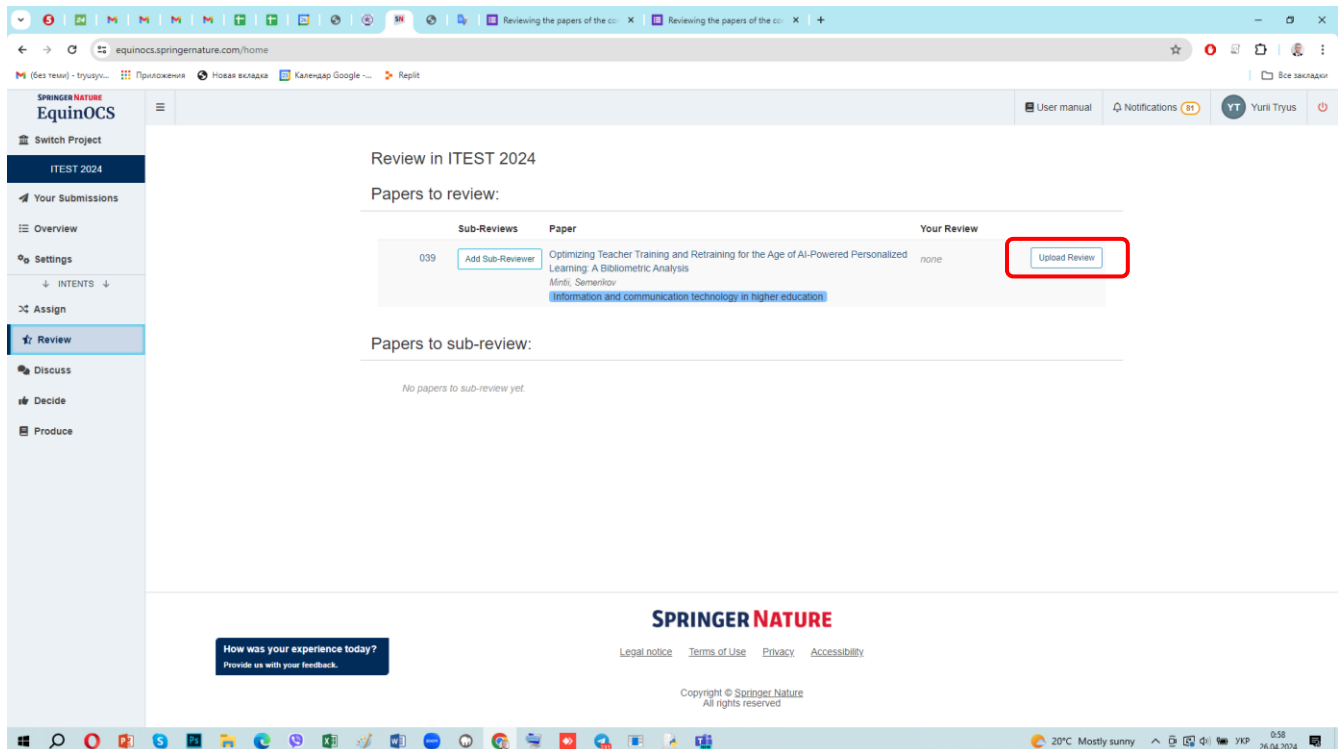 Reviewing the papers of the co
Reviewing the papers of the co
equinocs.springernature.com/home
(без теми) - tryusyv...
Приложения
Новая вкладка
Календар Google -...
Replit
Все закладки
SPRINGER NATURE
EquinOCS
User manual
Notifications 81
YT
Yurii Tryus
Switch Project
ITEST 2024
Your Submissions
Overview
Settings
INTENTS
Assign
Review
Discuss
Decide
Produce
Review in ITEST 2024
Papers to review:
Sub-Reviews Paper Your Review
039 Add Sub-Reviewer Optimizing Teacher Training and Retraining for the Age of AI-Powered Personalized none Upload Review
Learning: A Bibliometric Analysis
Mintii, Semerikov
Information and communication technology in higher education
Papers to sub-review:
No papers to sub-review yet.
How was your experience today?
Provide us with your feedback.
SPRINGER NATURE
Legal notice Terms of Use Privacy Accessibility
Copyright © Springer Nature
All rights reserved
20°C Mostly sunny
УКР
0:58
26.04.2024